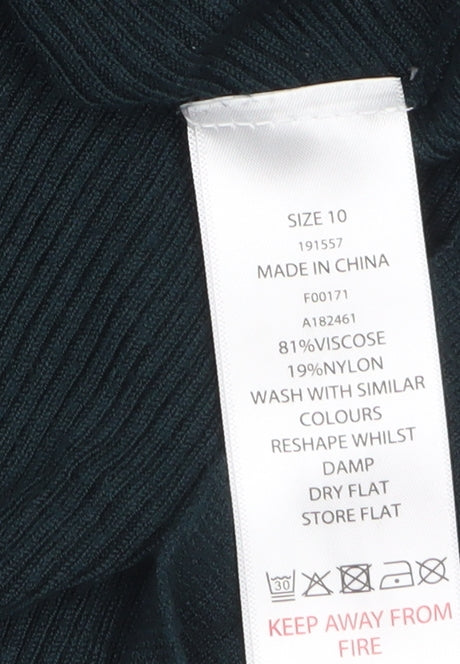 SIZE 10
191557
MADE IN CHINA
F00171
A182461
81%VISCOSE
19%NYLON
WASH WITH SIMILAR
COLOURS
RESHAPE WHILST
DAMP
DRY FLAT
STORE FLAT
30
KEEP AWAY FROM
FIRE